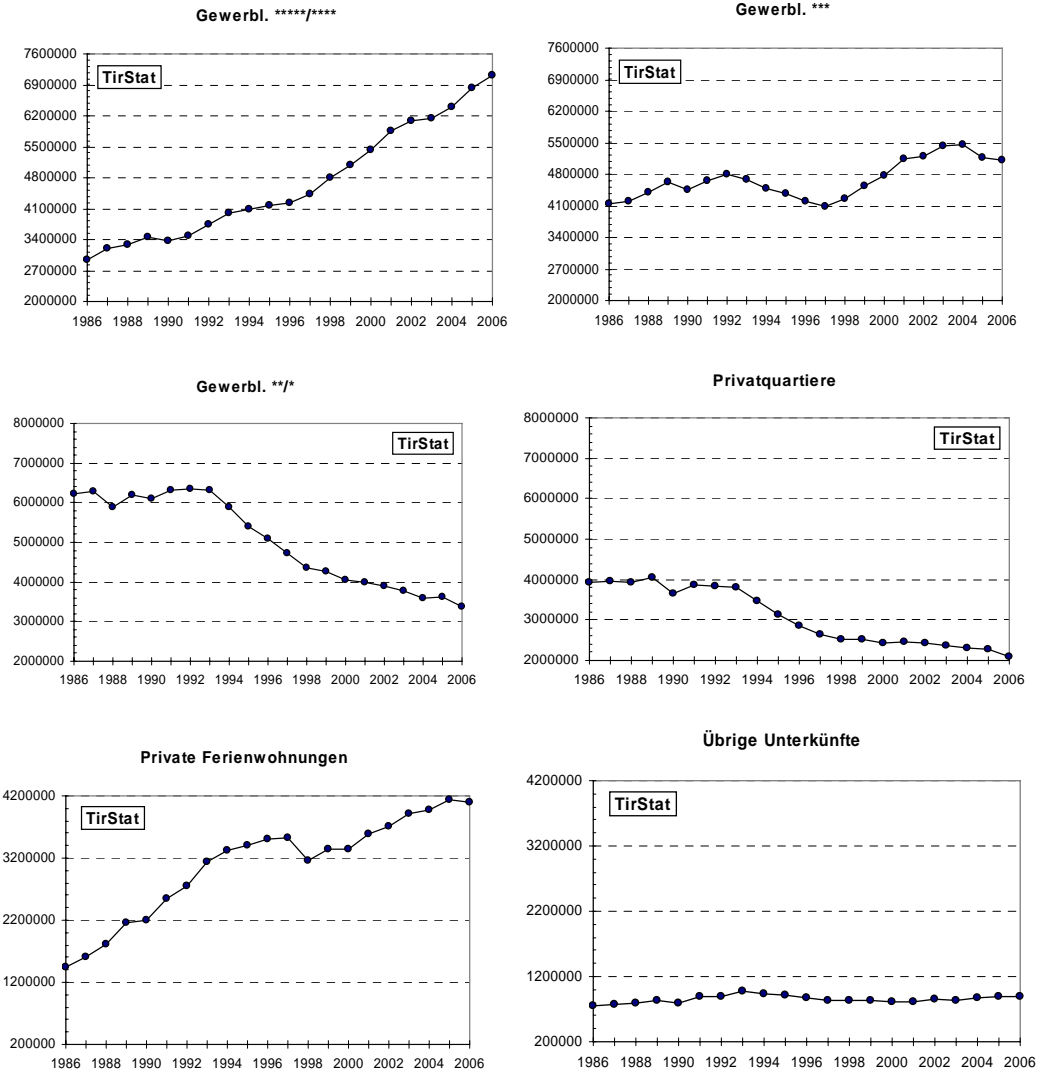 Gewerbl. *****/****
7600000
6900000
6200000
5500000
4800000
4100000
3400000
2700000
2000000
TirStat
1986 1988 1990 1992 1994 1996 1998 2000 2002 2004 2006
Gewerbl. ***
7600000
6900000
6200000
5500000
4800000
4100000
3400000
2700000
2000000
TirStat
1986 1988 1990 1992 1994 1996 1998 2000 2002 2004 2006
Gewerbl. **/*
8000000
7000000
6000000
5000000
4000000
3000000
2000000
TirStat
1986 1988 1990 1992 1994 1996 1998 2000 2002 2004 2006
Privatquartiere
8000000
7000000
6000000
5000000
4000000
3000000
2000000
TirStat
1986 1988 1990 1992 1994 1996 1998 2000 2002 2004 2006
Private Ferienwohnungen
4200000
3200000
2200000
1200000
200000
TirStat
1986 1988 1990 1992 1994 1996 1998 2000 2002 2004 2006
Übrige Unterkünfte
4200000
3200000
2200000
1200000
200000
TirStat
1986 1988 1990 1992 1994 1996 1998 2000 2002 2004 2006